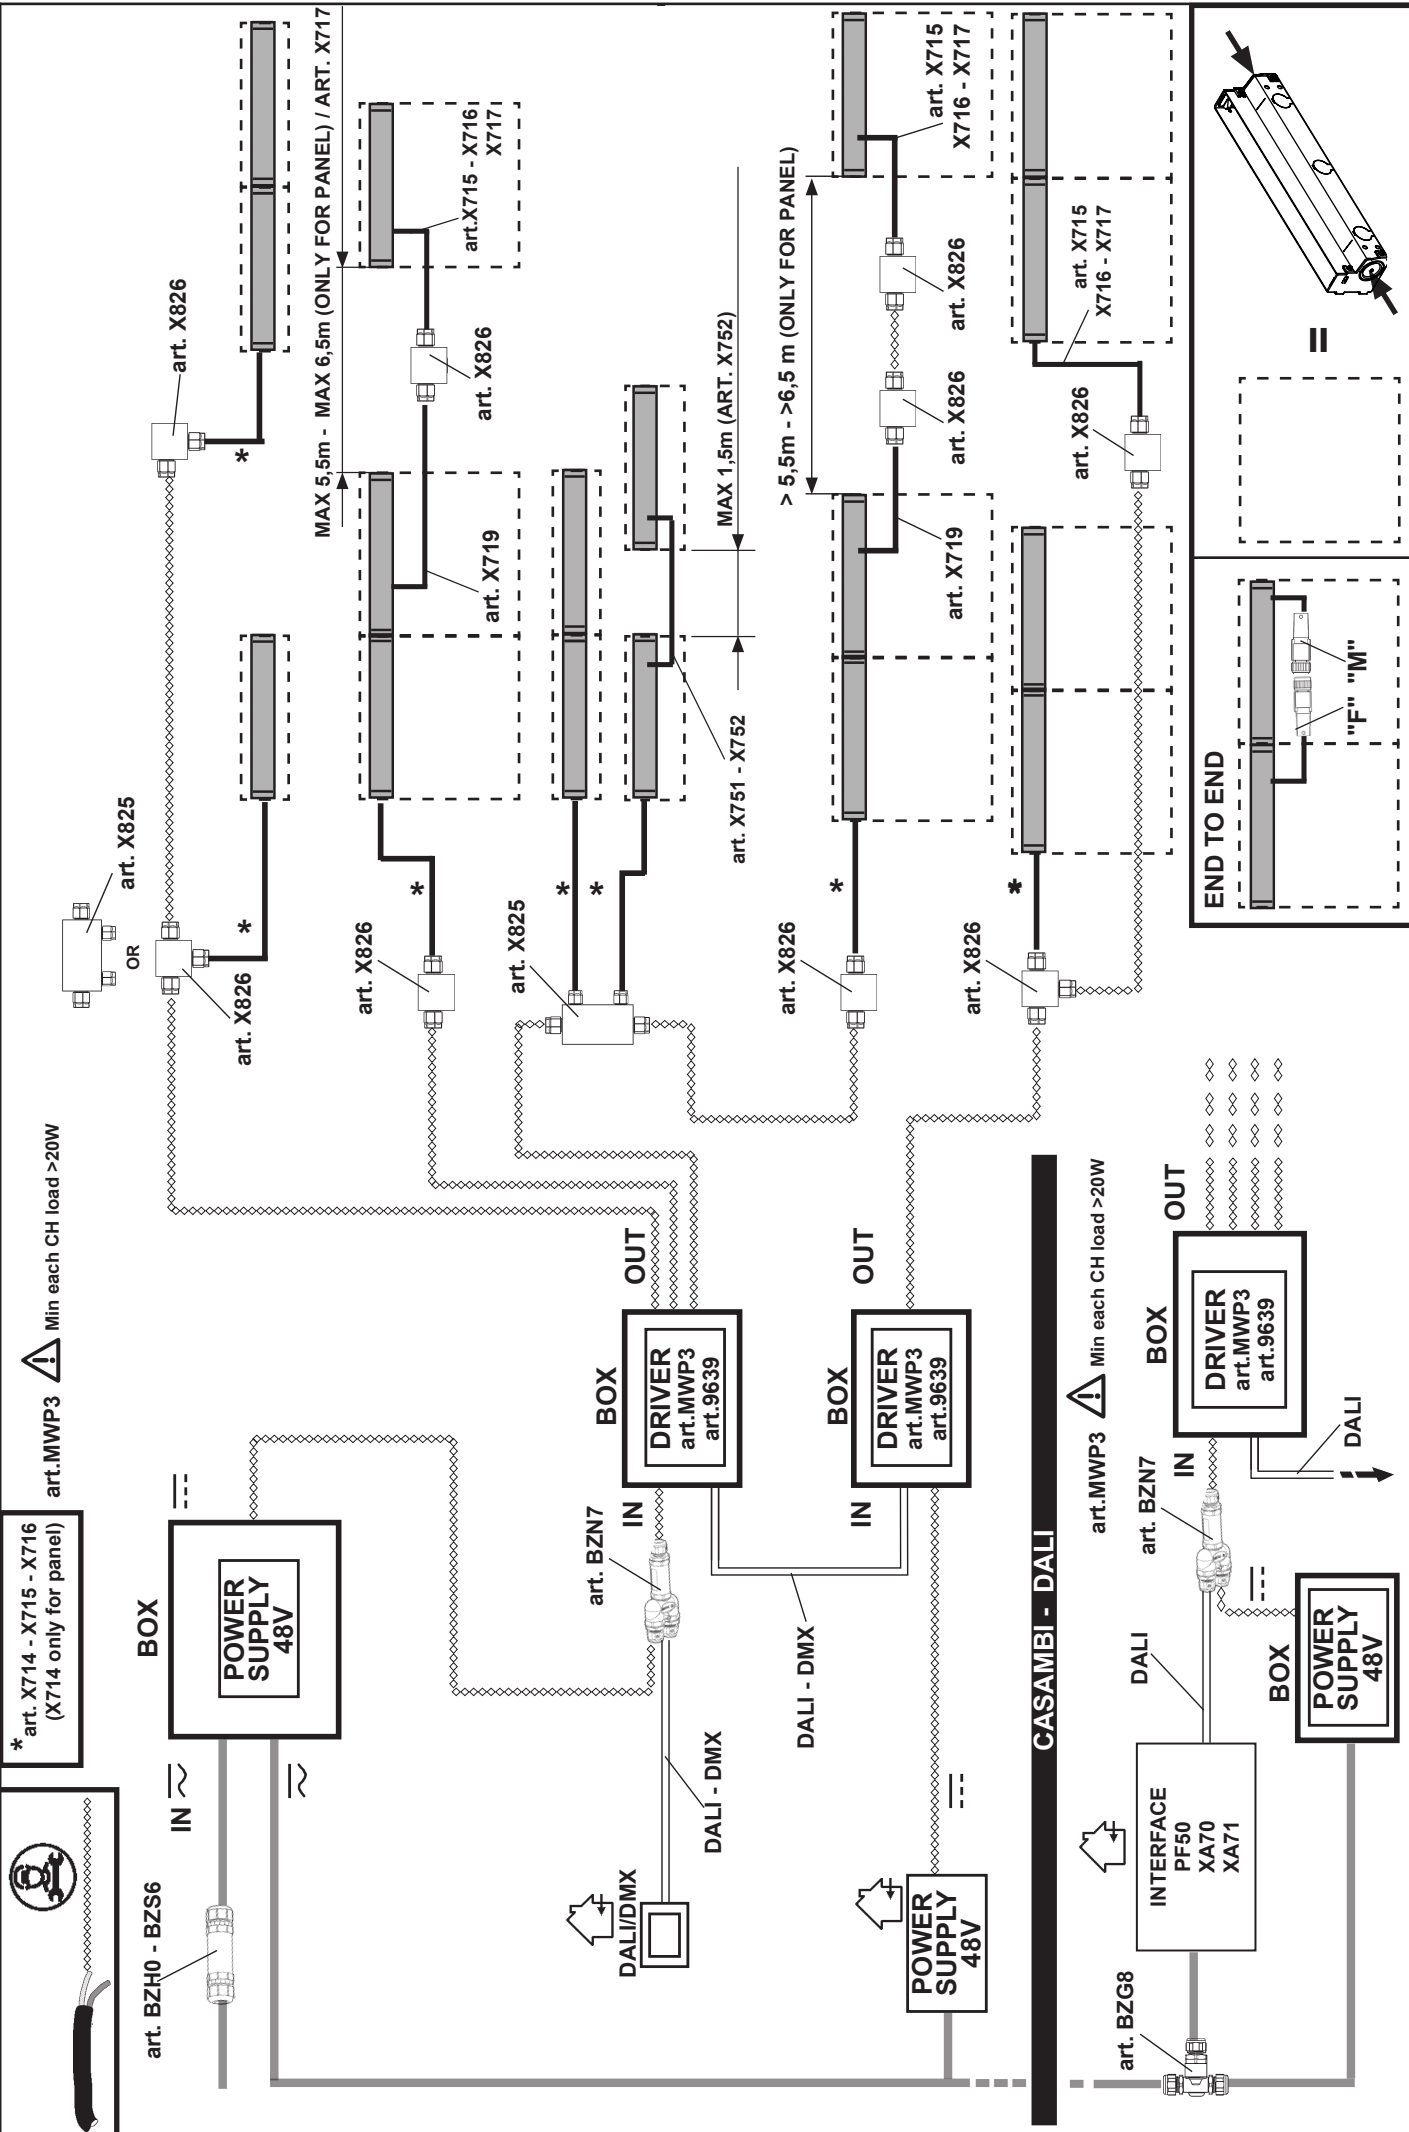 * art. X714 - X715 - X716
(X714 only for panel)
art.MWP3
Min each CH load >20W
art. BZH0 - BZS6
IN
BOX
POWER
SUPPLY
48V
OR
art. X825
art. X826
*
art. X826
*
MAX 5,5m - MAX 6,5m (ONLY FOR PANEL) / ART. X717
art. X826
*
art. X719
art. X826
art.X715 - X716
X717
art. X825
*
*
art. X751 - X752
MAX 1,5m (ART. X752)
DALI/DMX
DALI - DMX
art. BZN7
IN
BOX
DRIVER
art.MWP3
art.9639
OUT
DALI - DMX
> 5,5m - >6,5 m (ONLY FOR PANEL)
art. X826
*
art. X719
art. X826
art. X826
art. X715
X716 - X717
POWER
SUPPLY
48V
IN
BOX
DRIVER
art.MWP3
art.9639
OUT
art. X826
*
art. X826
art. X715
X716 - X717
CASAMBI - DALI
art.MWP3
Min each CH load >20W
art. BZG8
INTERFACE
PF50
XA70
XA71
DALI
art. BZN7
IN
BOX
DRIVER
art.MWP3
art.9639
OUT
DALI
BOX
POWER
SUPPLY
48V
END TO END
"F" "M"
=